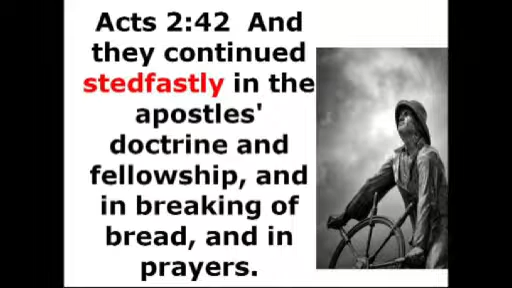 Acts 2:42  And
they continued
stedfastly in the
apostles'
doctrine and
fellowship, and
in breaking of
bread, and in
prayers.